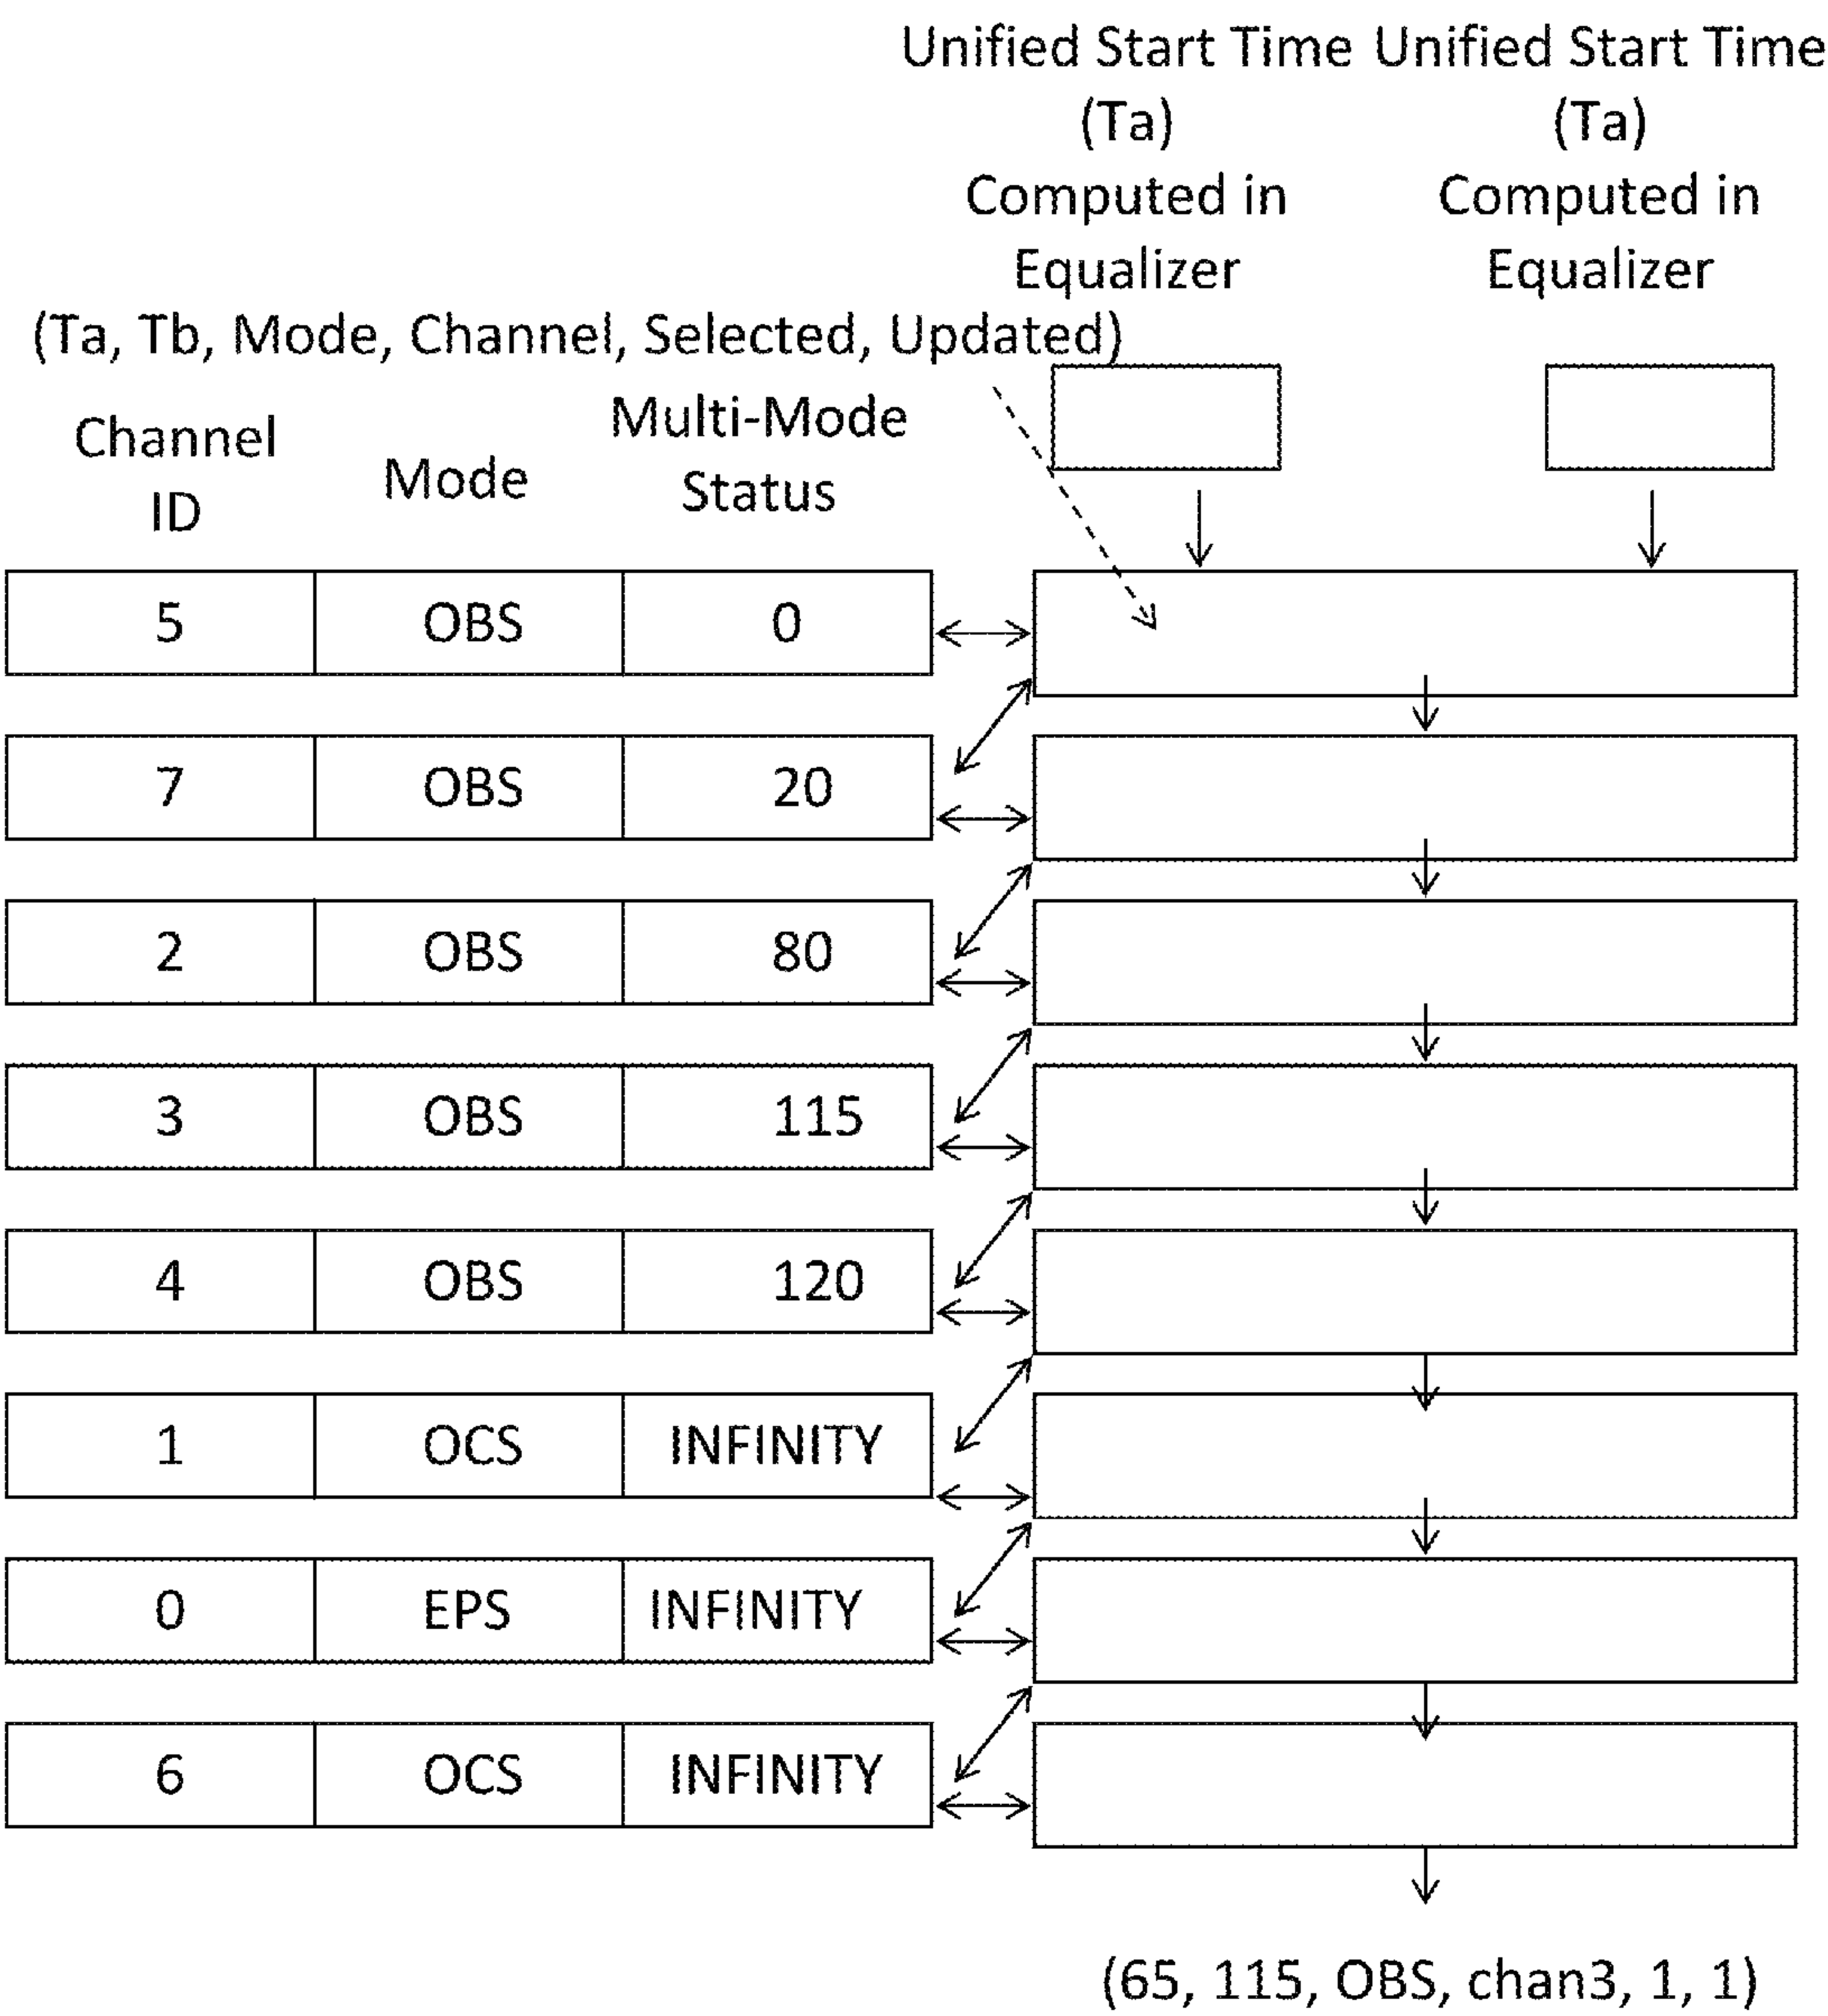 Unified Start Time Unified Start Time
(Ta) (Ta)
Computed in Computed in
Equalizer Equalizer
(Ta, Tb, Mode, Channel, Selected, Updated)
Channel ID Mode Multi-Mode Status
5 OBS 0
7 OBS 20
2 OBS 80
3 OBS 115
4 OBS 120
1 OCS INFINITY
0 EPS INFINITY
6 OCS INFINITY
(65, 115, OBS, chan3, 1, 1)